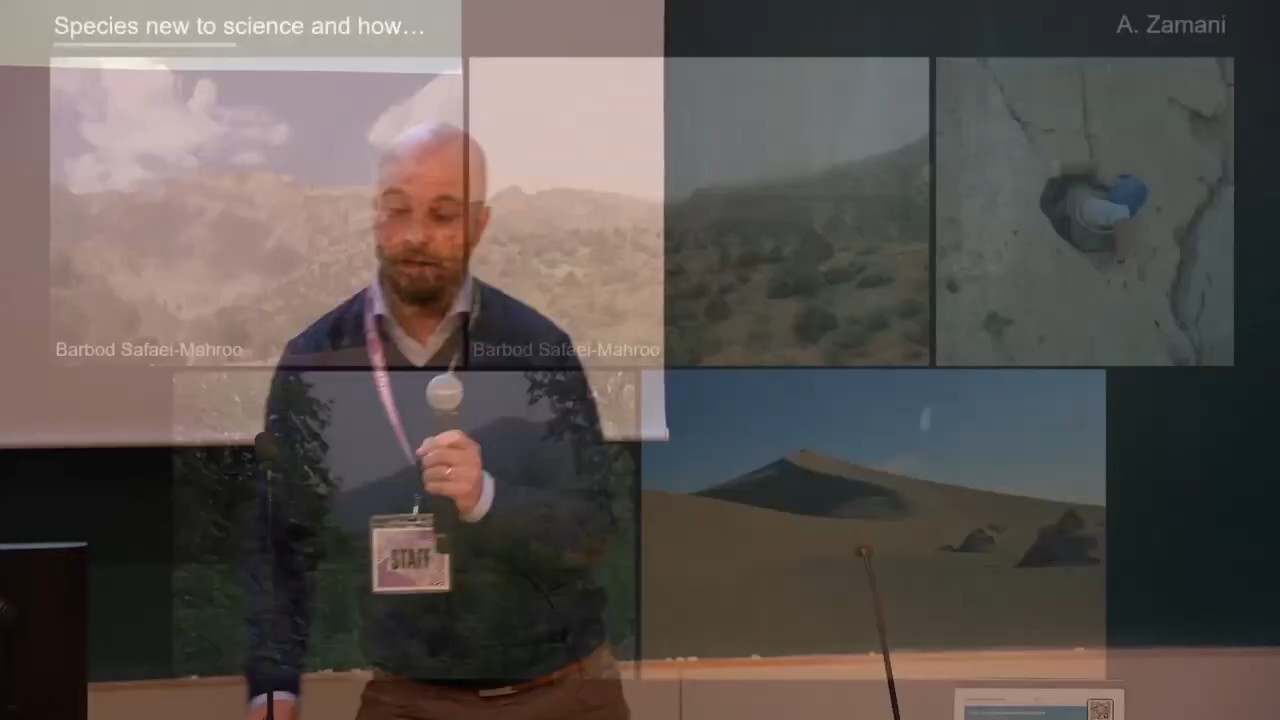 Species new to science and how…
A. Zamani
Barbod Safaei-Mahroo
Barbod Safaei-Mahroo
STAFF